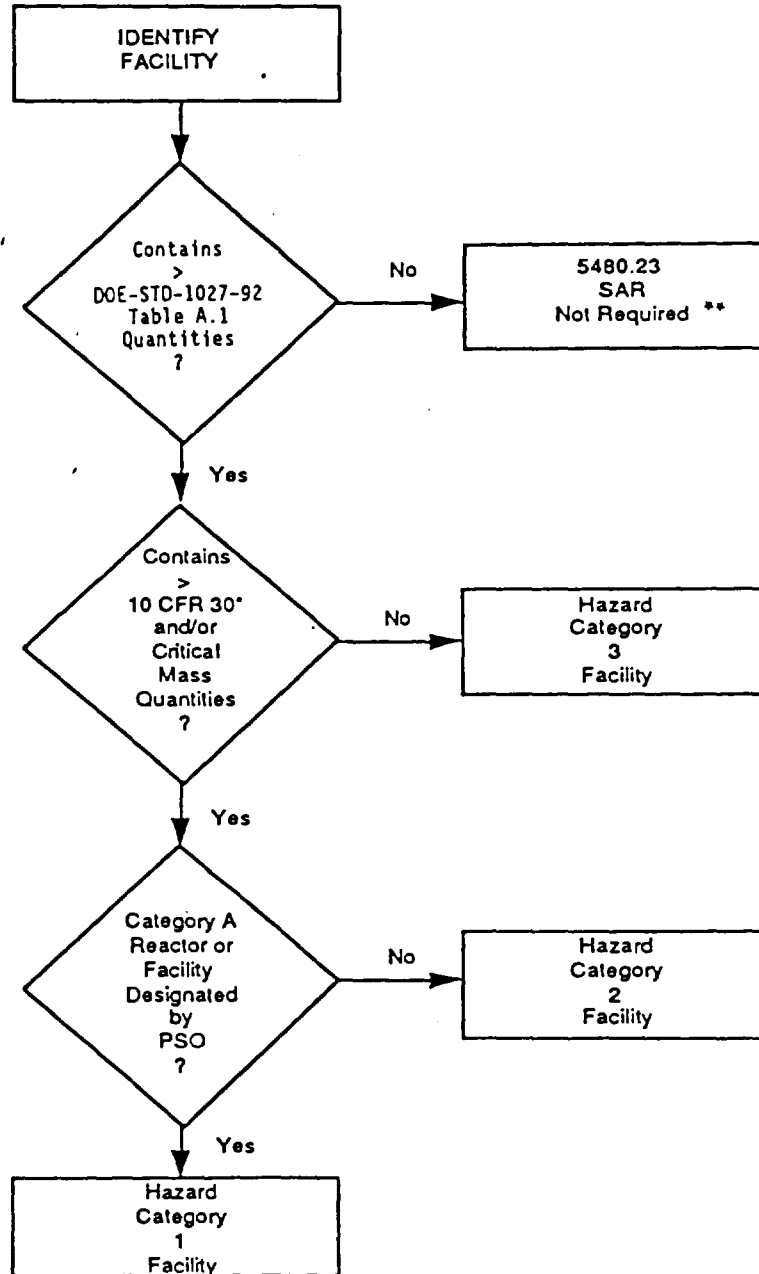 IDENTIFY
FACILITY
Contains
>
DOE-STD-1027-92
Table A.1
Quantities
?
No
5480.23
SAR
Not Required **
Yes
Contains
>
10 CFR 30*
and/or
Critical
Mass
Quantities
?
No
Hazard
Category
3
Facility
Yes
Category A
Reactor or
Facility
Designated
by
PSO
?
No
Hazard
Category
2
Facility
Yes
Hazard
Category
1
Facility